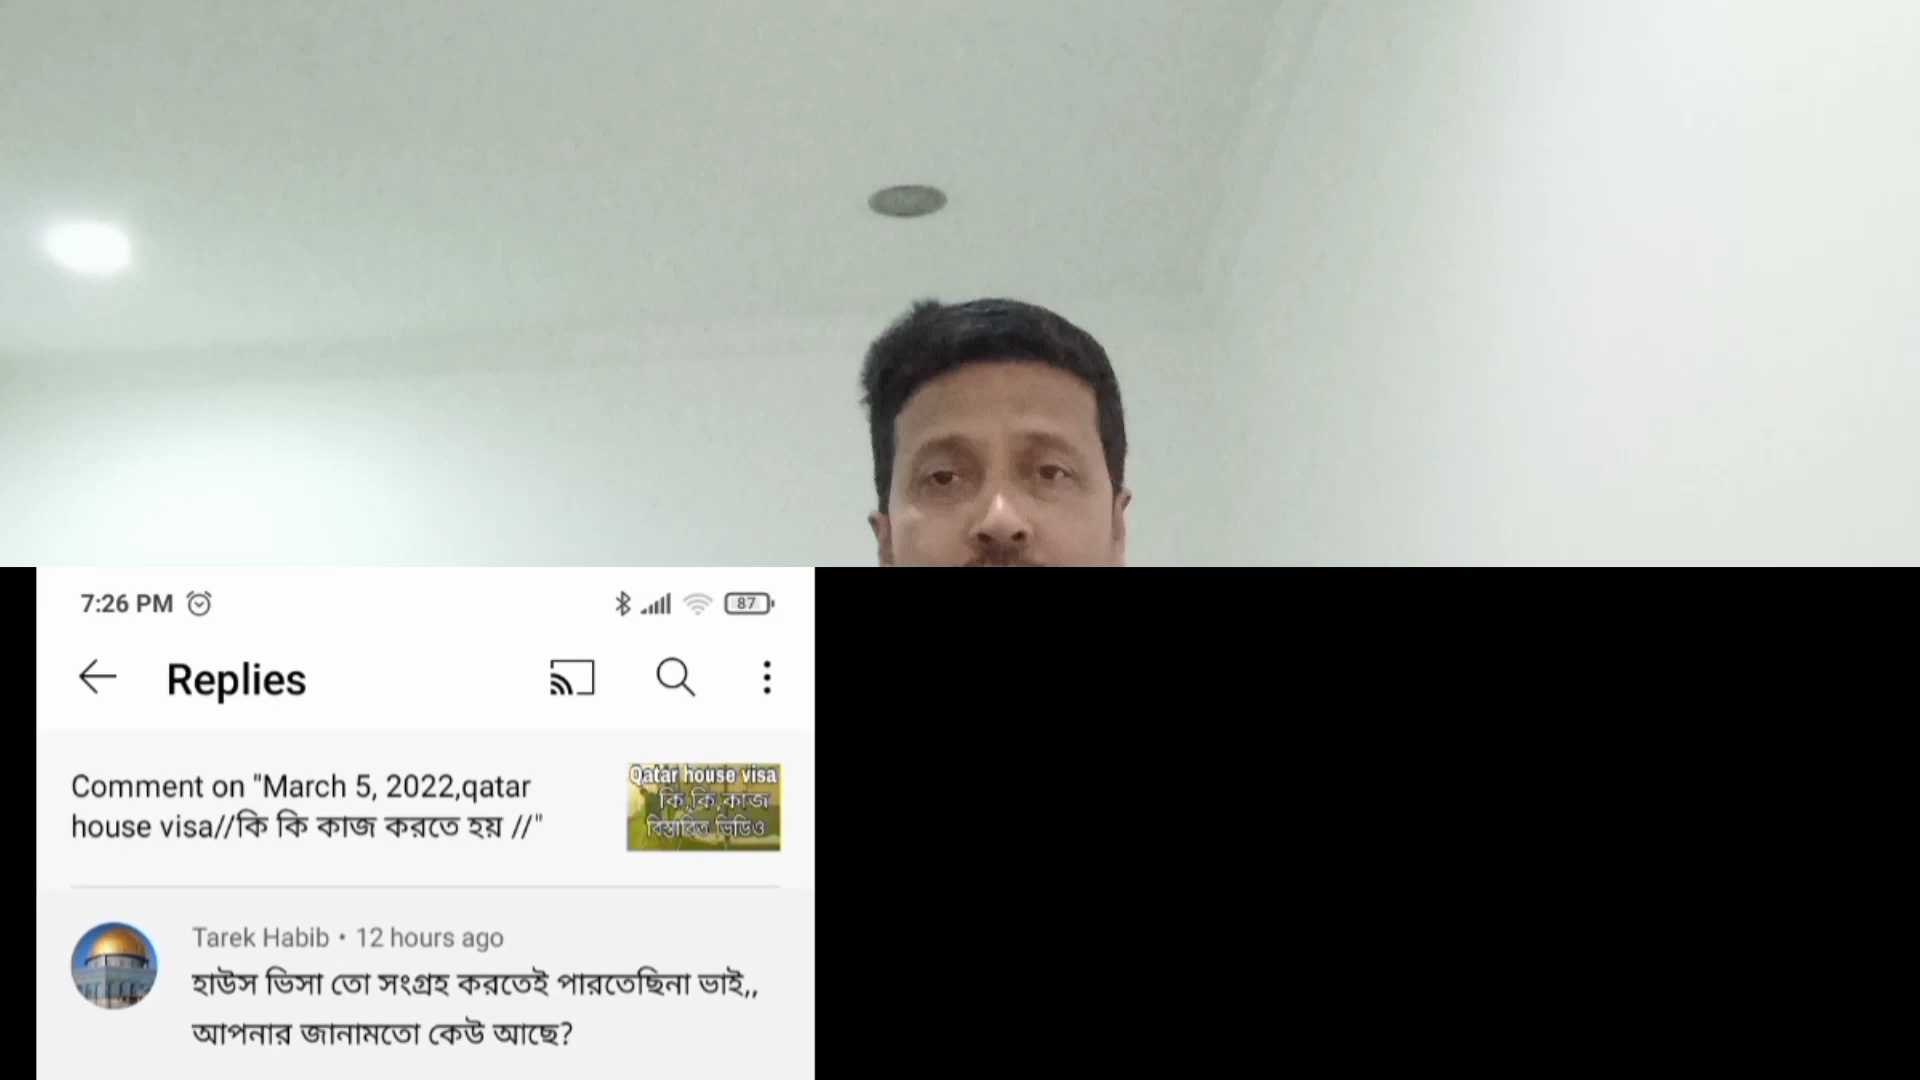 7:26 PM
87
Replies
Comment on "March 5, 2022,qatar
house visa//কি কি কাজ করতে হয় //"
Qatar house visa
কি,কি,কাজ
বিস্তারিত ভিডিও
Tarek Habib • 12 hours ago
হাউস ভিসা তো সংগ্রহ করতেই পারতেছিনা ভাই,,
আপনার জানামতো কেউ আছে?